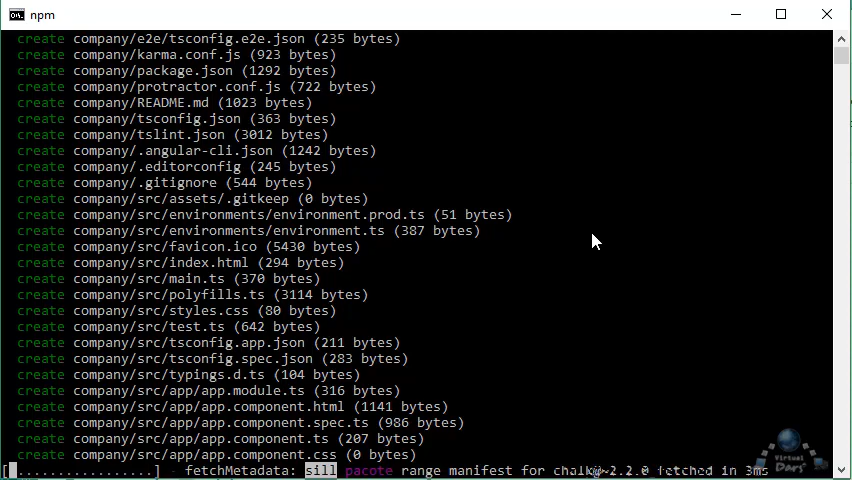 npm
create company/e2e/tsconfig.e2e.json (235 bytes)
create company/karma.conf.js (923 bytes)
create company/package.json (1292 bytes)
create company/protractor.conf.js (722 bytes)
create company/README.md (1023 bytes)
create company/tsconfig.json (363 bytes)
create company/tslint.json (3012 bytes)
create company/.angular-cli.json (1242 bytes)
create company/.editorconfig (245 bytes)
create company/.gitignore (544 bytes)
create company/src/assets/.gitkeep (0 bytes)
create company/src/environments/environment.prod.ts (51 bytes)
create company/src/environments/environment.ts (387 bytes)
create company/src/favicon.ico (5430 bytes)
create company/src/index.html (294 bytes)
create company/src/main.ts (370 bytes)
create company/src/polyfills.ts (3114 bytes)
create company/src/styles.css (80 bytes)
create company/src/test.ts (642 bytes)
create company/src/tsconfig.app.json (211 bytes)
create company/src/tsconfig.spec.json (283 bytes)
create company/src/typings.d.ts (104 bytes)
create company/src/app/app.module.ts (316 bytes)
create company/src/app/app.component.html (1141 bytes)
create company/src/app/app.component.spec.ts (986 bytes)
create company/src/app/app.component.ts (207 bytes)
create company/src/app/app.component.css (0 bytes)
[ .................] - fetchMetadata: sill pacote range manifest for chalk@~2.2.0 fetched in 3ms
Virtual
Dars